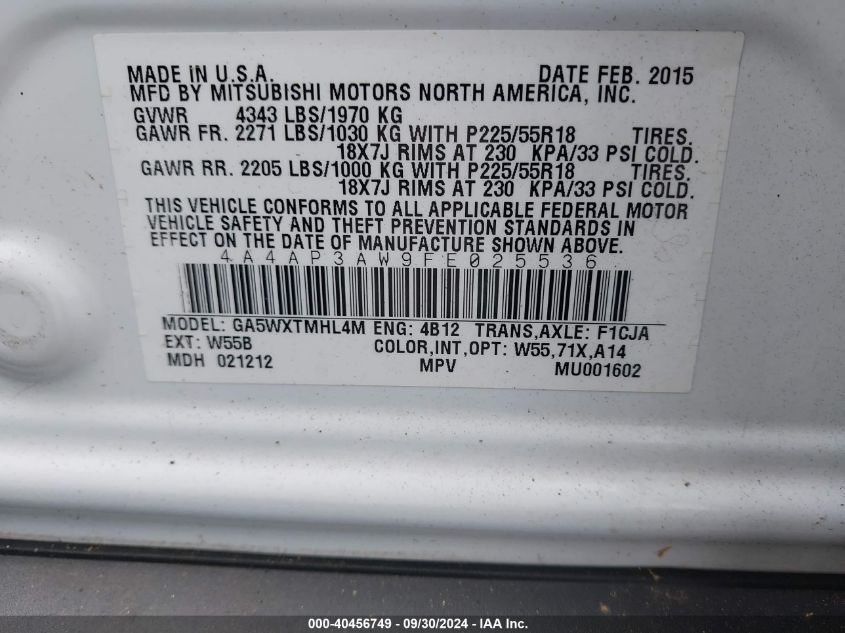 MADE IN U.S.A. DATE FEB. 2015
MFD BY MITSUBISHI MOTORS NORTH AMERICA, INC.
GVWR 4343 LBS/1970 KG
GAWR FR. 2271 LBS/1030 KG WITH P225/55R18 TIRES.
18X7J RIMS AT 230 KPA/33 PSI COLD.
GAWR RR. 2205 LBS/1000 KG WITH P225/55R18 TIRES.
18X7J RIMS AT 230 KPA/33 PSI COLD.
THIS VEHICLE CONFORMS TO ALL APPLICABLE FEDERAL MOTOR
VEHICLE SAFETY AND THEFT PREVENTION STANDARDS IN
EFFECT ON THE DATE OF MANUFACTURE SHOWN ABOVE.
4A4AP3AW9FE025536
MODEL: GA5WXTMHL4M ENG: 4B12 TRANS,AXLE: F1CJA
EXT: W55B COLOR,INT,OPT: W55,71X,A14
MDH 021212 MPV MU001602
000-40456749 - 09/30/2024 - IAA Inc.